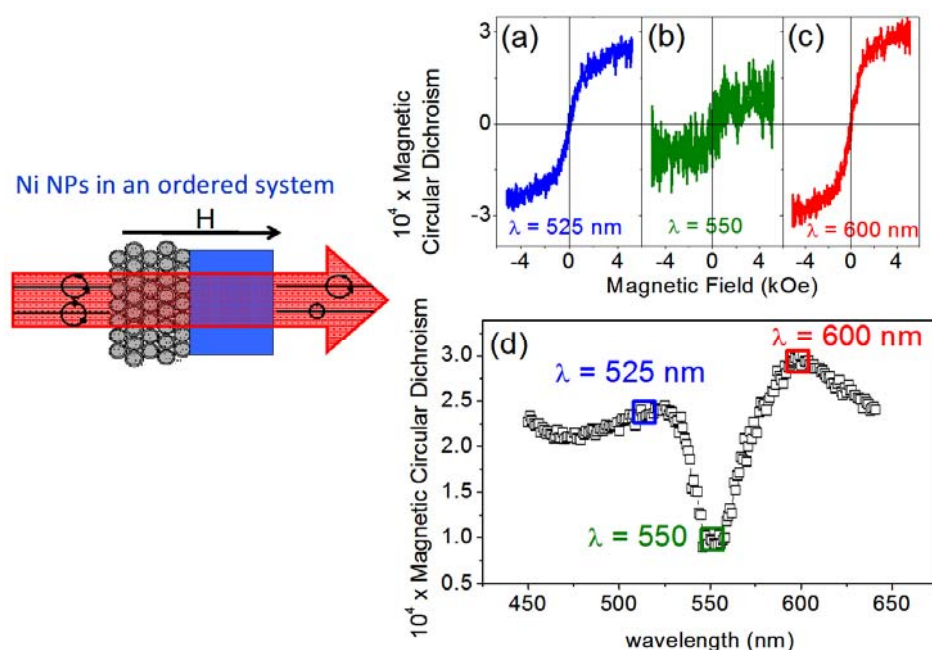 Ni NPs in an ordered system
H
10⁴ x Magnetic
Circular Dichroism
3
0
-3
(a)
λ = 525 nm
(b)
λ = 550
(c)
λ = 600 nm
-4 0 4 -4 0 4 -4 0 4
Magnetic Field (kOe)
10⁴ x Magnetic Circular Dichroism
(d)
λ = 600 nm
λ = 525 nm
λ = 550
3.0
2.5
2.0
1.5
1.0
0.5
450 500 550 600 650
wavelength (nm)